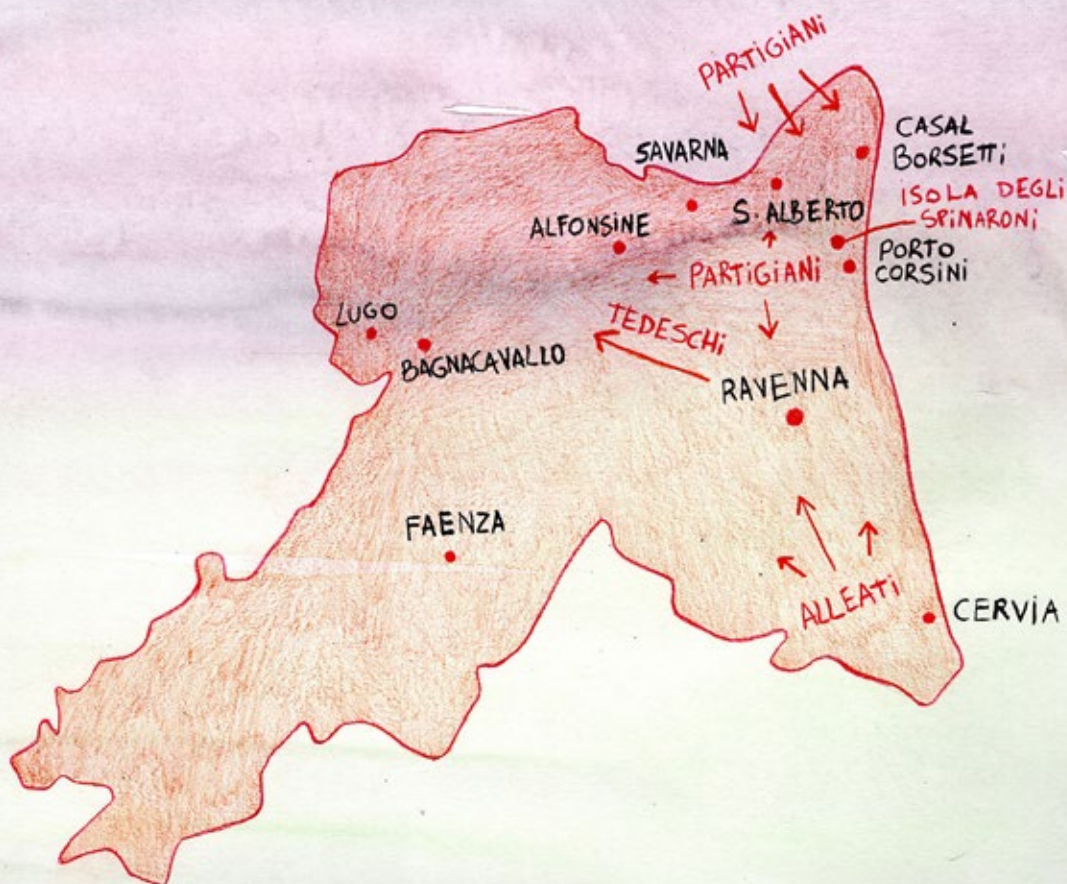 PARTIGIANI
CASAL
BORSETTI
SAVARNA
ISOLA DEGLI
SPINARONI
S. ALBERTO
ALFONSINE
PORTO
CORSINI
PARTIGIANI
LUGO
TEDESCHI
BAGNACAVALLO
RAVENNA
FAENZA
ALLEATI
CERVIA